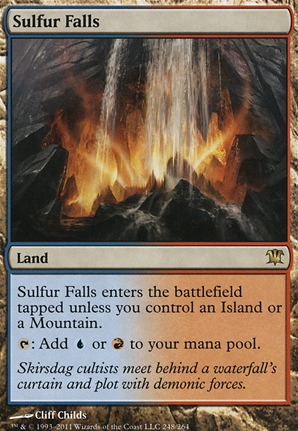 Sulfur Falls
Land
Sulfur Falls enters the battlefield
tapped unless you control an Island or
a Mountain.
: Add or to your mana pool.
Skirsdag cultists meet behind a waterfall's
curtain and plot with demonic forces.
Cliff Childs
™ & © 1993–2011 Wizards of the Coast LLC 248/264